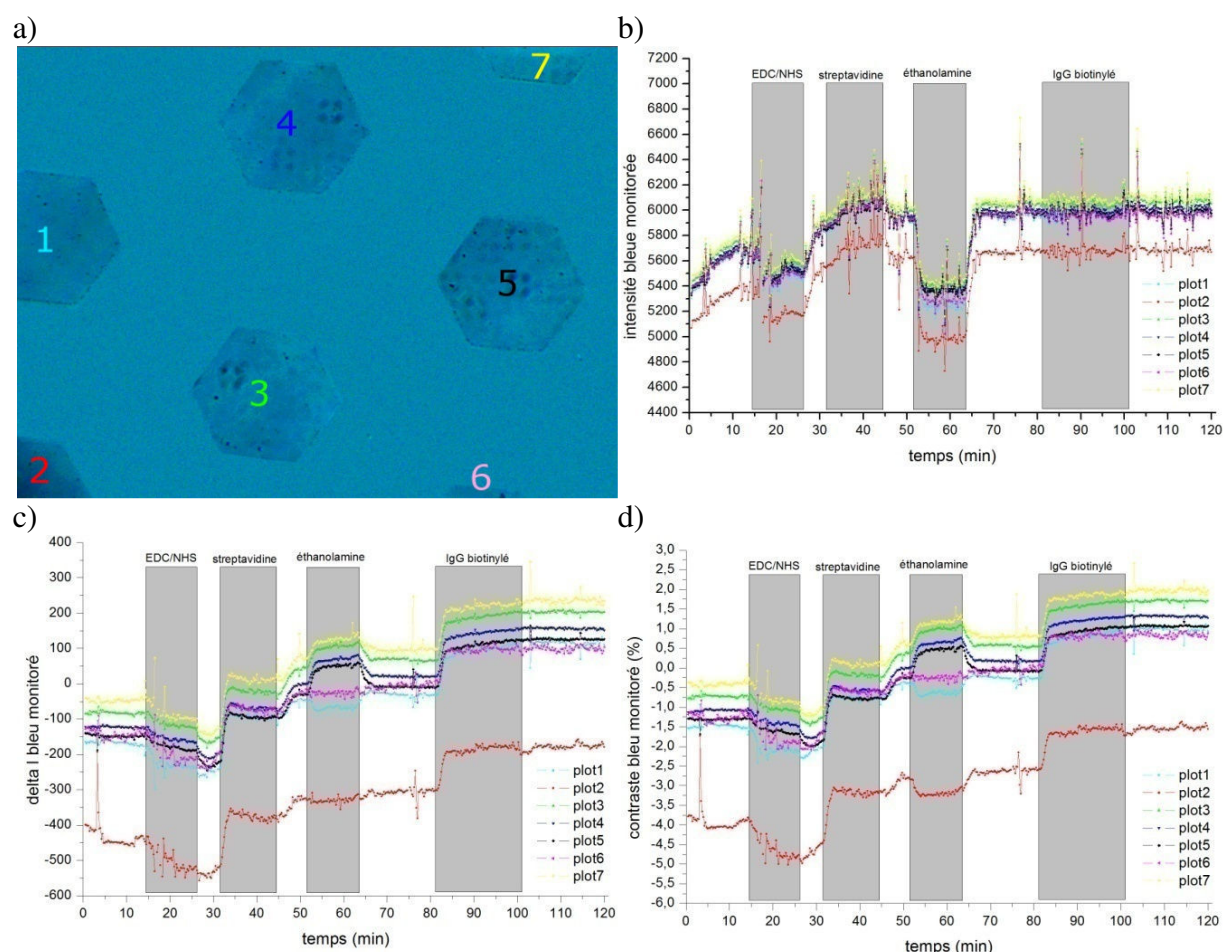 a)
4
7
1
5
3
2
6
b)
7200
7000
6800
6600
6400
6200
6000
5800
5600
5400
5200
5000
4800
4600
4400
intensité bleue monitorée
EDC/NHS streptavidine éthanolamine IgG biotinylé
plot1
plot2
plot3
plot4
plot5
plot6
plot7
0 10 20 30 40 50 60 70 80 90 100 110 120
temps (min)
c)
400
300
200
100
0
-100
-200
-300
-400
-500
-600
delta I bleu monitoré
EDC/NHS streptavidine éthanolamine IgG biotinylé
plot1
plot2
plot3
plot4
plot5
plot6
plot7
0 10 20 30 40 50 60 70 80 90 100 110 120
temps (min)
d)
3,0
2,5
2,0
1,5
1,0
0,5
0,0
-0,5
-1,0
-1,5
-2,0
-2,5
-3,0
-3,5
-4,0
-4,5
-5,0
-5,5
-6,0
contraste bleu monitoré (%)
EDC/NHS streptavidine éthanolamine IgG biotinylé
plot1
plot2
plot3
plot4
plot5
plot6
plot7
0 10 20 30 40 50 60 70 80 90 100 110 120
temps (min)